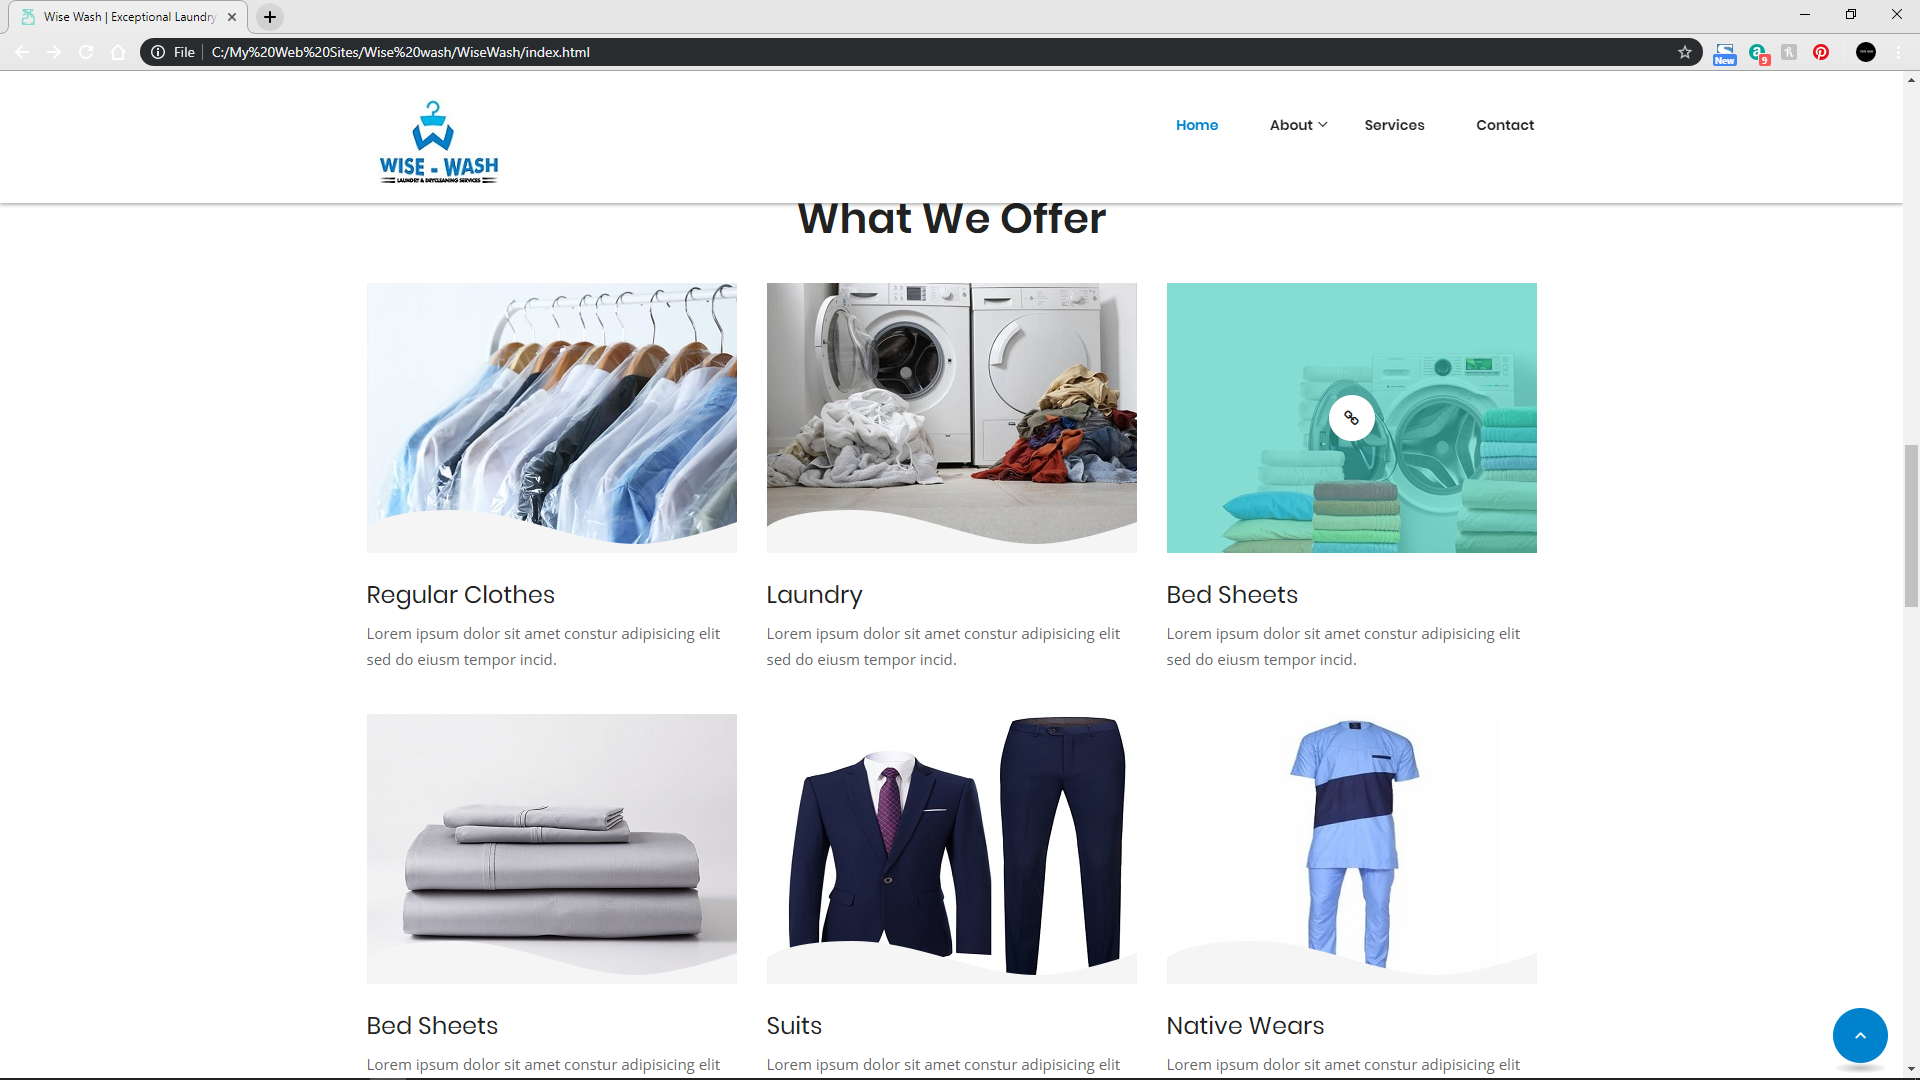 Wise Wash | Exceptional Laundry
File
C:/My%20Web%20Sites/Wise%20wash/WiseWash/index.html
New
9
WISE - WASH
LAUNDRY & DRYCLEANING SERVICES
Home
About
Services
Contact
What We Offer
Regular Clothes
Lorem ipsum dolor sit amet constur adipisicing elit
sed do eiusm tempor incid.
Laundry
Lorem ipsum dolor sit amet constur adipisicing elit
sed do eiusm tempor incid.
Bed Sheets
Lorem ipsum dolor sit amet constur adipisicing elit
sed do eiusm tempor incid.
Bed Sheets
Lorem ipsum dolor sit amet constur adipisicing elit
Suits
Lorem ipsum dolor sit amet constur adipisicing elit
Native Wears
Lorem ipsum dolor sit amet constur adipisicing elit